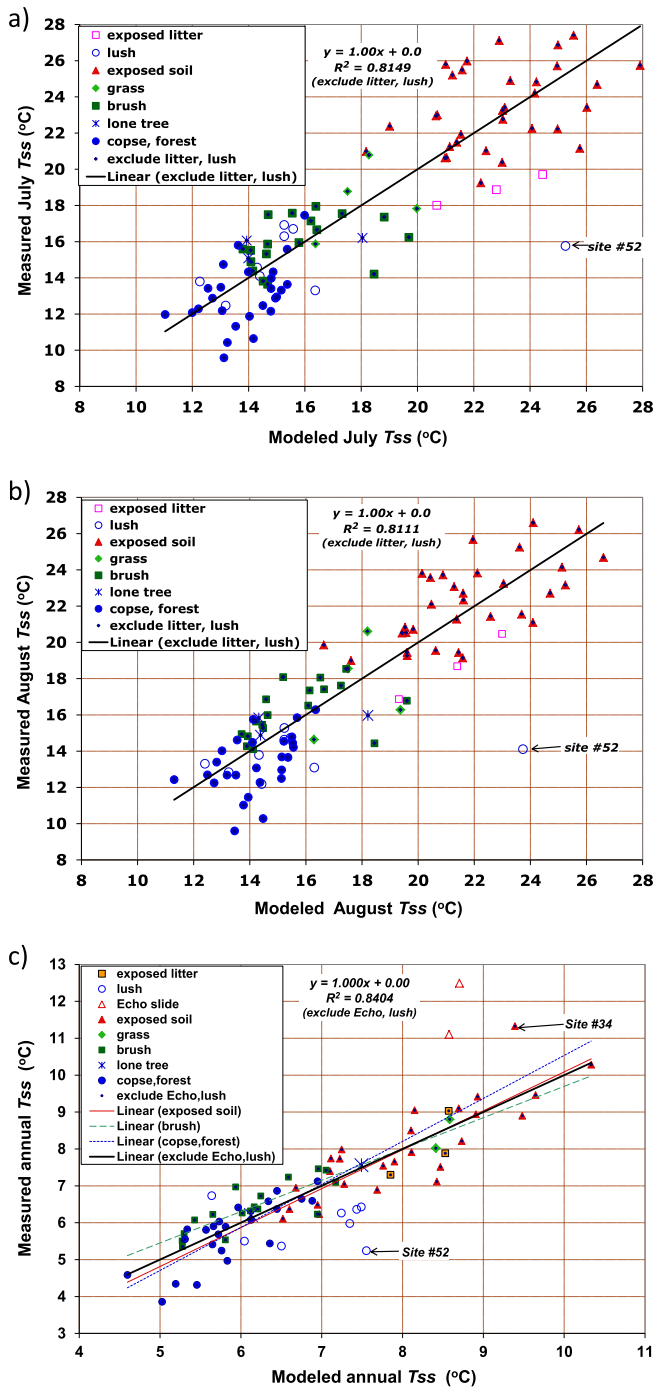 a)
28
26
24
22
20
18
16
14
12
10
8
Measured July Tss (ºC)
exposed litter
lush
exposed soil
grass
brush
lone tree
copse, forest
exclude litter, lush
Linear (exclude litter, lush)
y = 1.00x + 0.0
R² = 0.8149
(exclude litter, lush)
site #52
8 10 12 14 16 18 20 22 24 26 28
Modeled July Tss (ºC)
b)
28
26
24
22
20
18
16
14
12
10
8
Measured August Tss (ºC)
exposed litter
lush
exposed soil
grass
brush
lone tree
copse, forest
exclude litter, lush
Linear (exclude litter, lush)
y = 1.00x + 0.0
R² = 0.8111
(exclude litter, lush)
site #52
8 10 12 14 16 18 20 22 24 26 28
Modeled August Tss (ºC)
c)
13
12
11
10
9
8
7
6
5
4
3
Measured annual Tss (ºC)
exposed litter
lush
Echo slide
exposed soil
grass
brush
lone tree
copse,forest
exclude Echo,lush
Linear (exposed soil)
Linear (brush)
Linear (copse,forest)
Linear (exclude Echo,lush)
y = 1.000x + 0.00
R² = 0.8404
(exclude Echo, lush)
Site #34
Site #52
4 5 6 7 8 9 10 11
Modeled annual Tss (ºC)